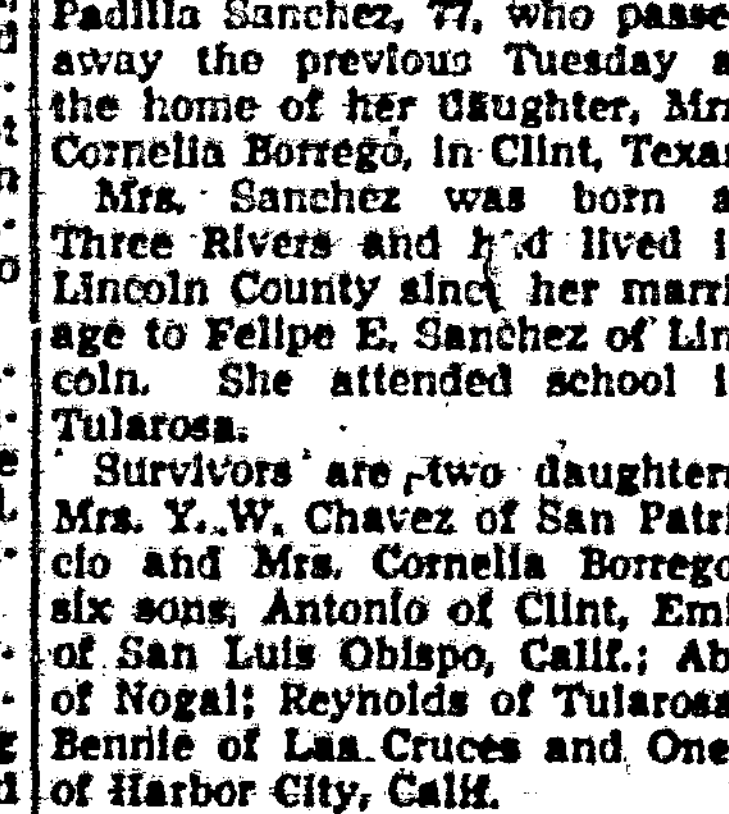 Padilla Sanchez, 77, who passe
away the previous Tuesday a
the home of her daughter, Mrs
Cornelia Borrego, in Clint, Texas
Mrs. Sanchez was born a
Three Rivers and had lived i
Lincoln County since her marri
age to Felipe E. Sanchez of Lin
coln. She attended school i
Tularosa.
Survivors are two daughters
Mrs. Y. W. Chavez of San Patri
cio and Mrs. Cornelia Borrego
six sons, Antonio of Clint, Emi
of San Luis Obispo, Calif.; Ab
of Nogal; Reynolds of Tularosa
Bennie of Las Cruces and One
of Harbor City, Calif.